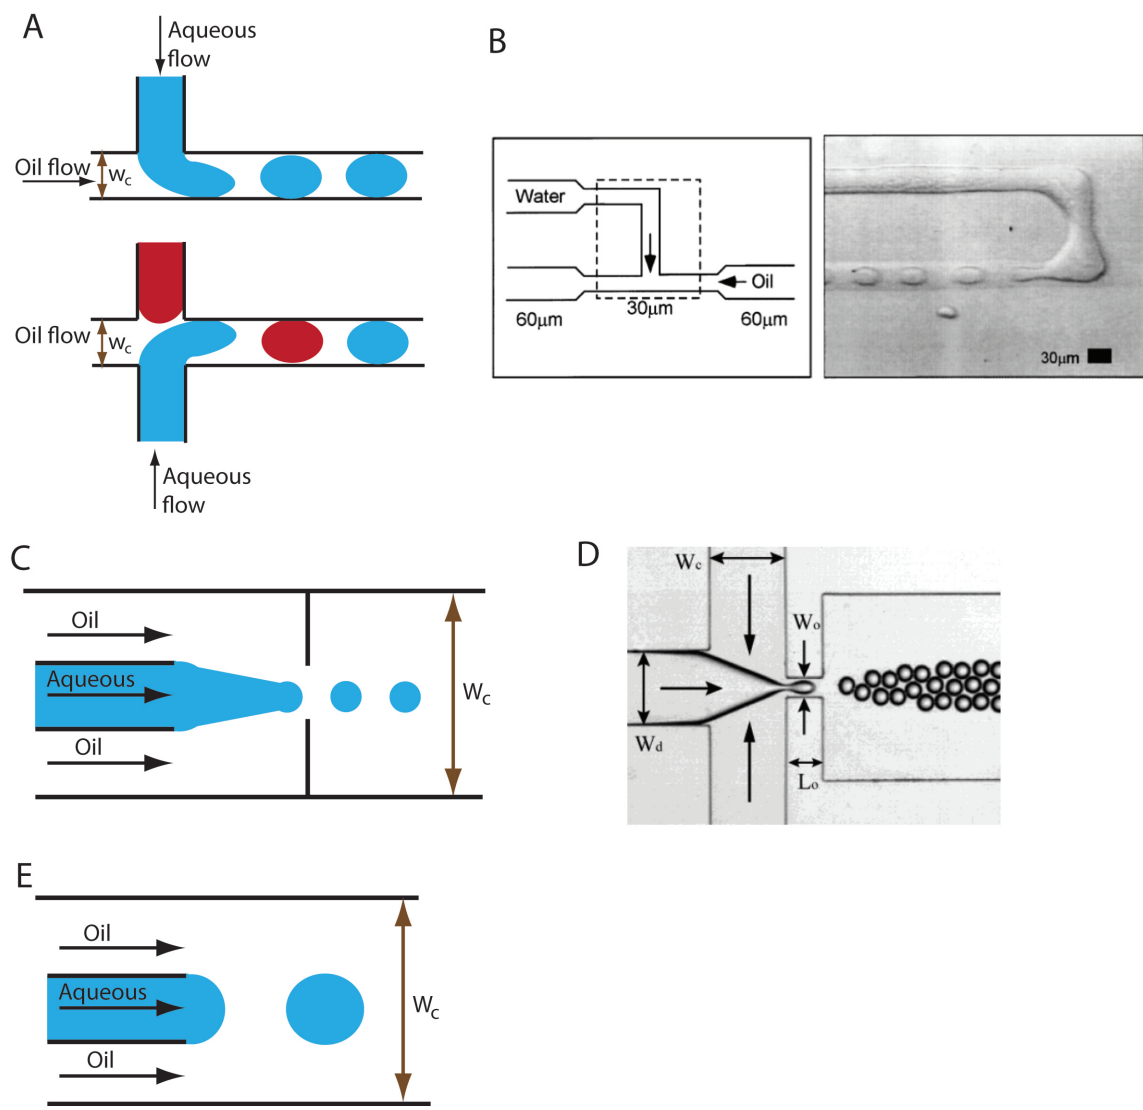 A
Aqueous
flow
Oil flow
wc
Oil flow
wc
Aqueous
flow
B
Water
Oil
60μm
30μm
60μm
30μm
C
Oil
Aqueous
Oil
Wc
D
Wc
Wo
Wd
Lo
E
Oil
Aqueous
Oil
Wc